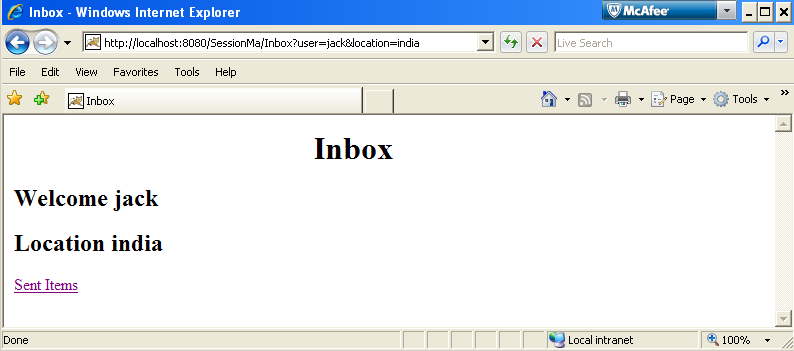 Inbox - Windows Internet Explorer
McAfee
http://localhost:8080/SessionMa/Inbox?user=jack&location=india
Live Search
File Edit View Favorites Tools Help
Inbox
Page Tools »
Inbox
Welcome jack
Location india
Sent Items
Done
Local intranet
100%